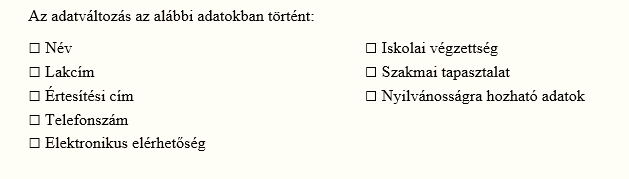 Az adatváltozás az alábbi adatokban történt:
☐ Név
☐ Lakcím
☐ Értesítési cím
☐ Telefonszám
☐ Elektronikus elérhetőség
☐ Iskolai végzettség
☐ Szakmai tapasztalat
☐ Nyilvánosságra hozható adatok